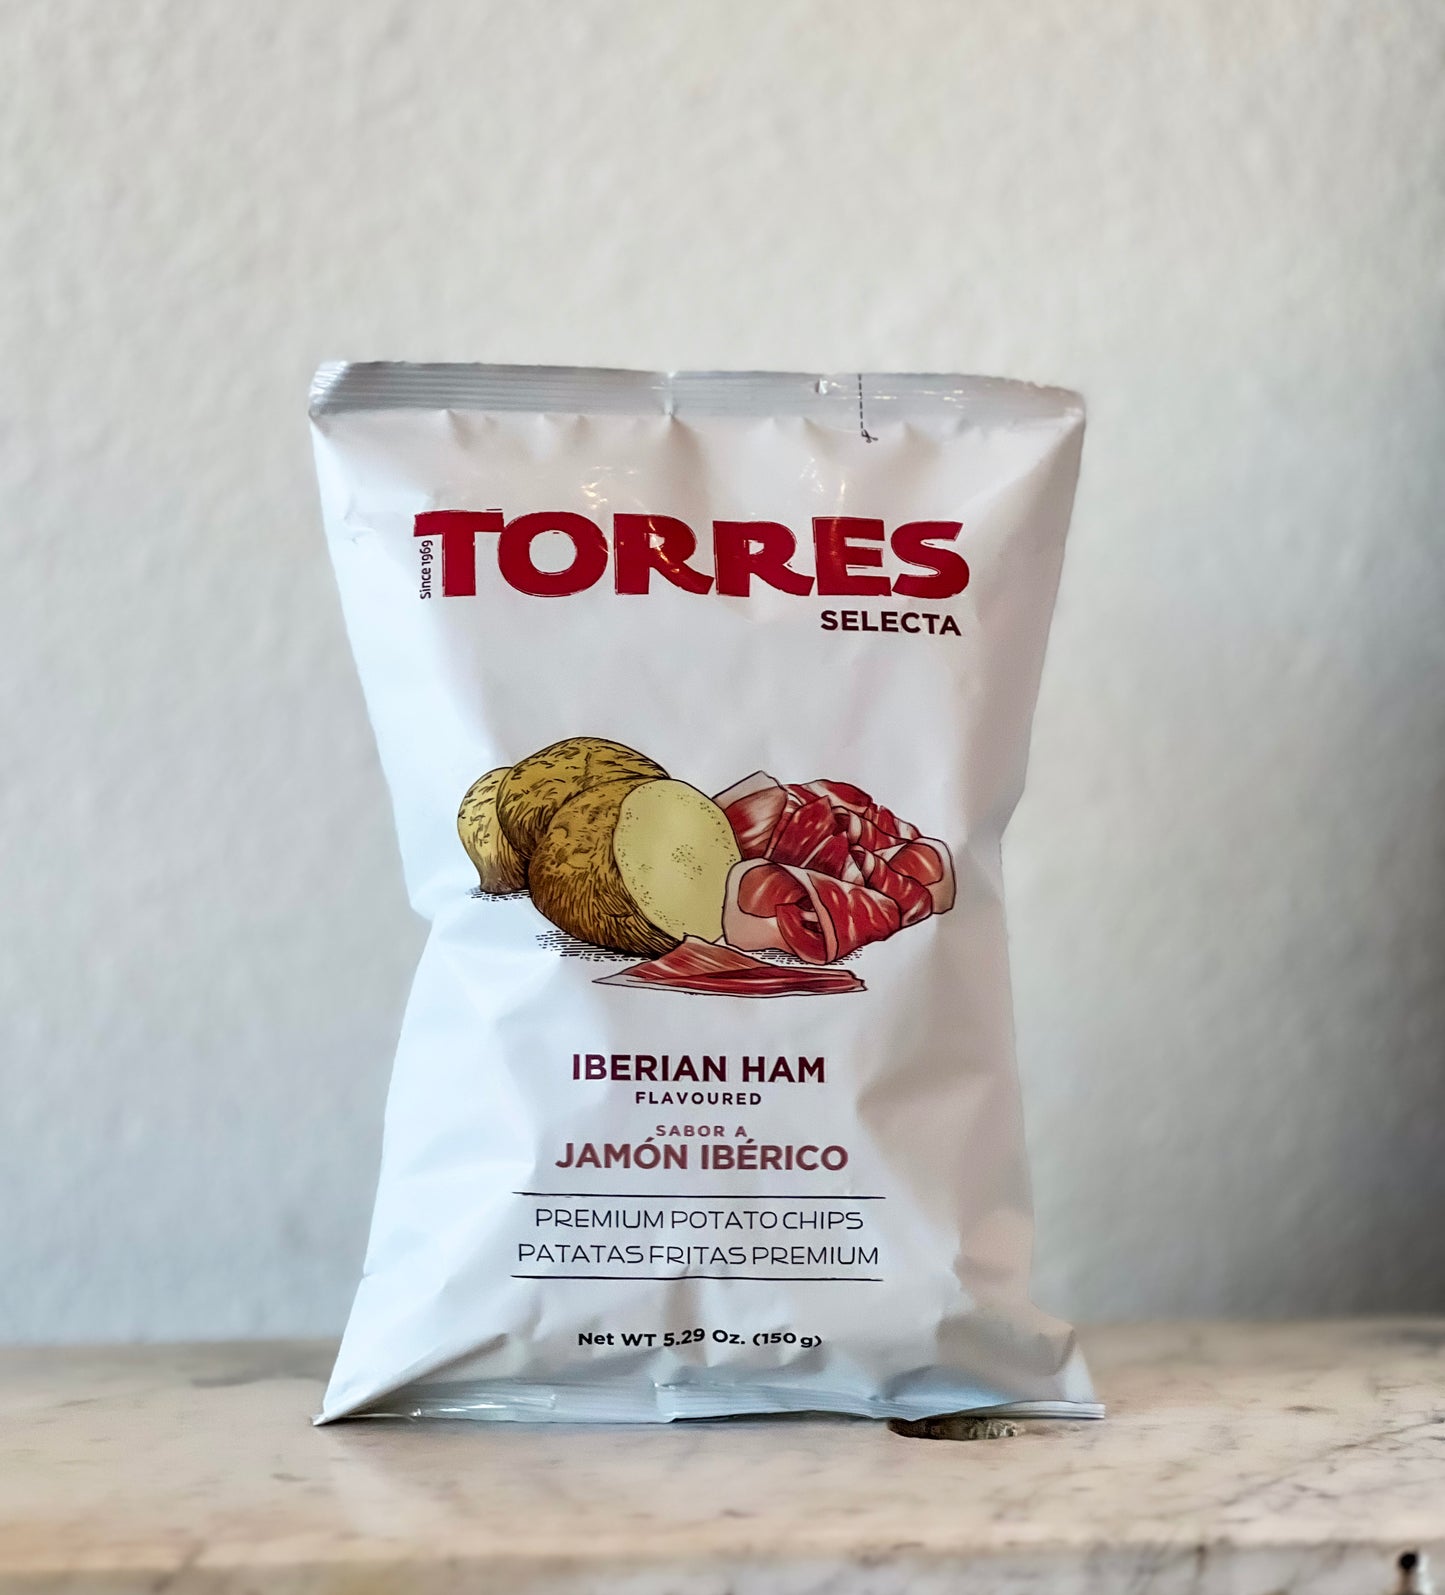 TORRES
Since 1969
SELECTA
IBERIAN HAM
FLAVOURED
SABOR A
JAMÓN IBÉRICO
PREMIUM POTATO CHIPS
PATATAS FRITAS PREMIUM
Net WT 5.29 Oz. (150 g)